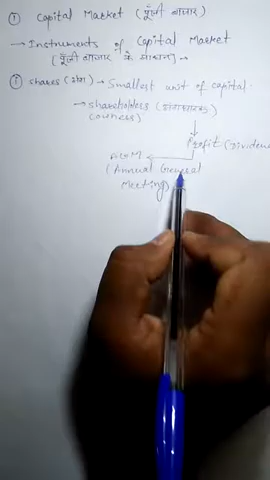 ① Capital Market (पूँजी बाजार)
→ Instruments of Capital Market
[पूँजी बाजार के साधन] →
① shares (अंश) → Smallest unit of capital.
→ shareholders (अंशधारक)
(owners)
Profit (Dividend
AGM
(Annual General
Meeting)